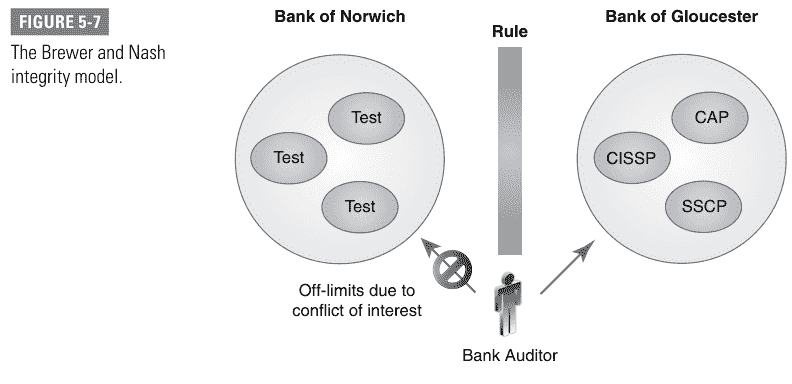 FIGURE 5-7
The Brewer and Nash
integrity model.
Bank of Norwich
Rule
Bank of Gloucester
Test
Test
Test
CAP
CISSP
SSCP
Off-limits due to
conflict of interest
Bank Auditor